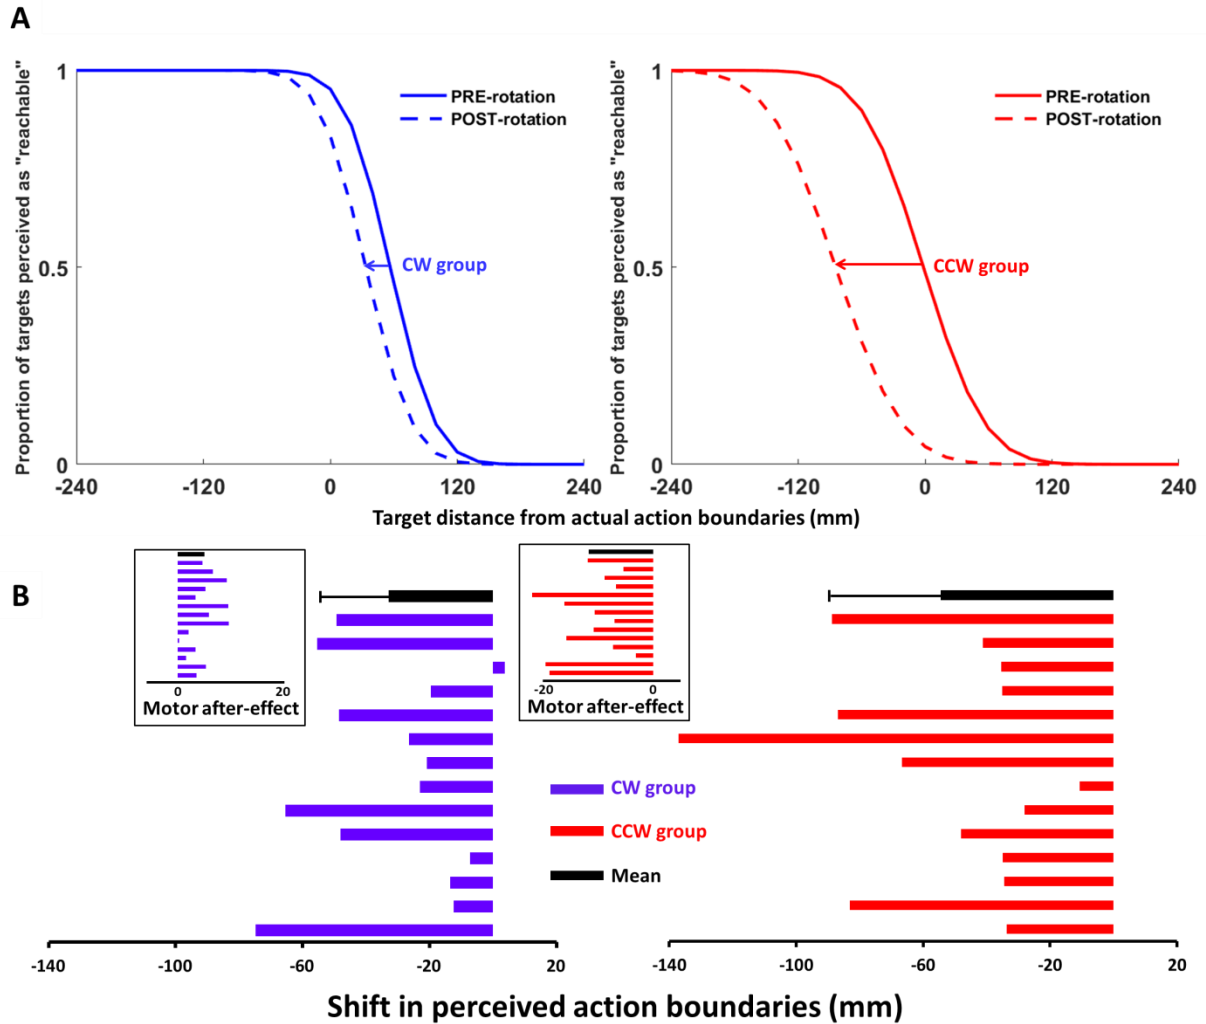 A
Proportion of targets perceived as "reachable"
1
0.5
0
PRE-rotation
POST-rotation
CW group
-240 -120 0 120 240
Proportion of targets perceived as "reachable"
1
0.5
0
PRE-rotation
POST-rotation
CCW group
-240 -120 0 120 240
Target distance from actual action boundaries (mm)
B
0 20
Motor after-effect
-20 0
Motor after-effect
CW group
CCW group
Mean
-140 -100 -60 -20 20
-140 -100 -60 -20 20
Shift in perceived action boundaries (mm)